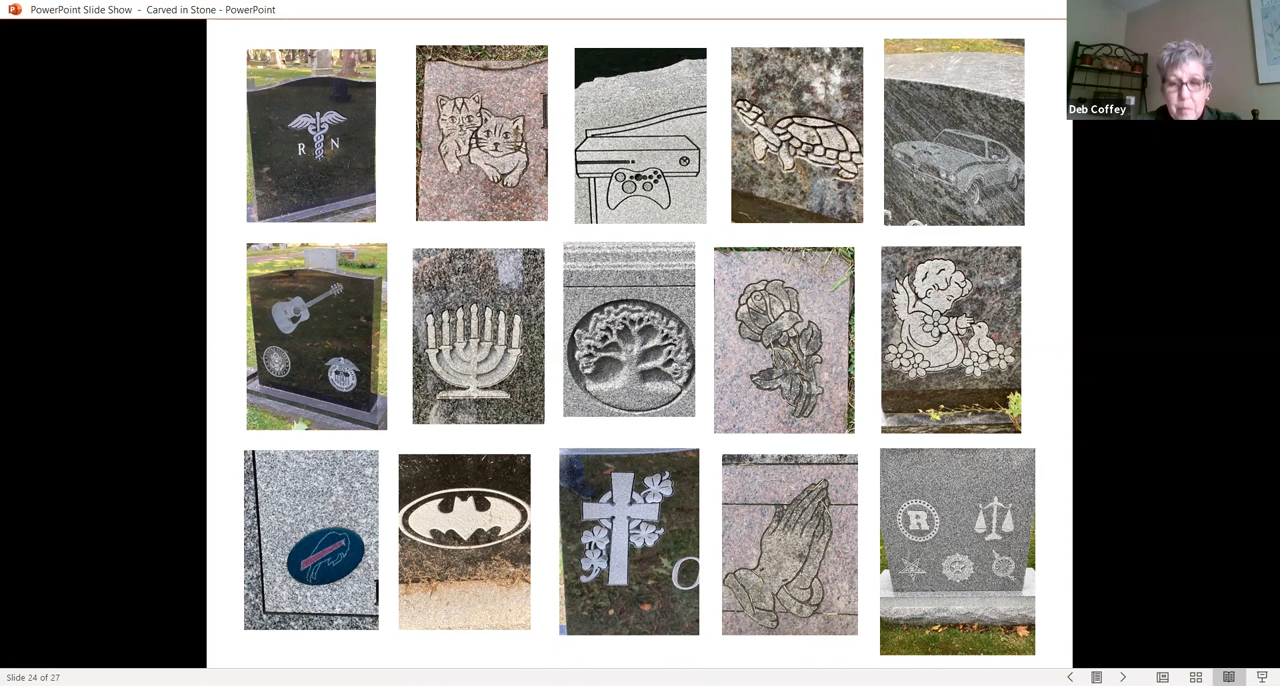 PowerPoint Slide Show - Carved in Stone - PowerPoint
Deb Coffey
R N
R
Slide 24 of 27